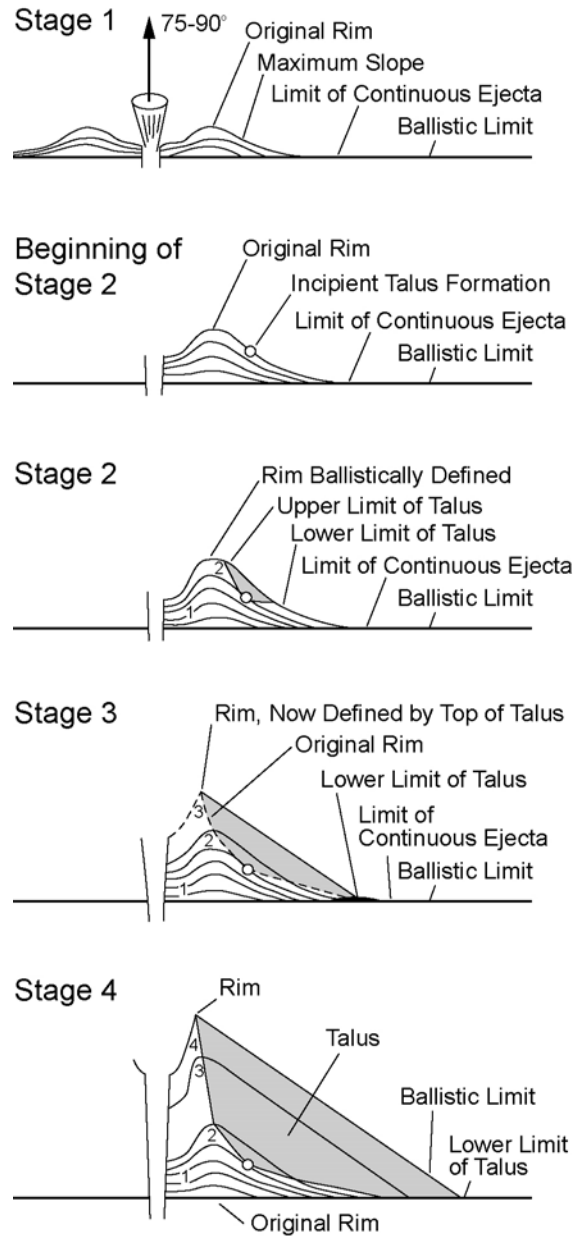 Stage 1
75-90°
Original Rim
Maximum Slope
Limit of Continuous Ejecta
Ballistic Limit
Beginning of
Stage 2
Original Rim
Incipient Talus Formation
Limit of Continuous Ejecta
Ballistic Limit
Stage 2
Rim Ballistically Defined
Upper Limit of Talus
Lower Limit of Talus
Limit of Continuous Ejecta
Ballistic Limit
2
1
Stage 3
Rim, Now Defined by Top of Talus
Original Rim
Lower Limit of Talus
Limit of
Continuous Ejecta
Ballistic Limit
3
2
1
Stage 4
Rim
Talus
Ballistic Limit
Lower Limit
of Talus
4
3
2
1
Original Rim